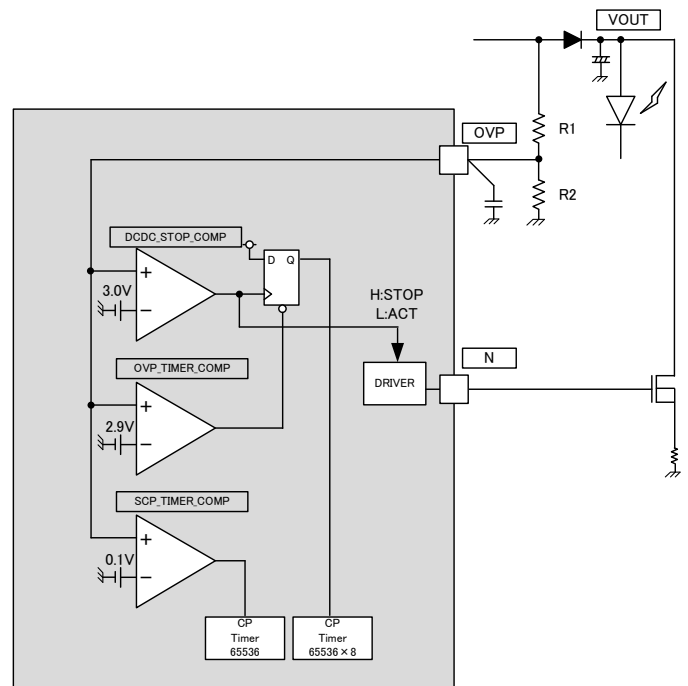 VOUT
OVP
R1
R2
DCDC_STOP_COMP
D Q
+
3.0V
−
H:STOP
L:ACT
OVP_TIMER_COMP
N
DRIVER
+
2.9V
−
SCP_TIMER_COMP
+
0.1V
−
CP
Timer
65536
CP
Timer
65536×8